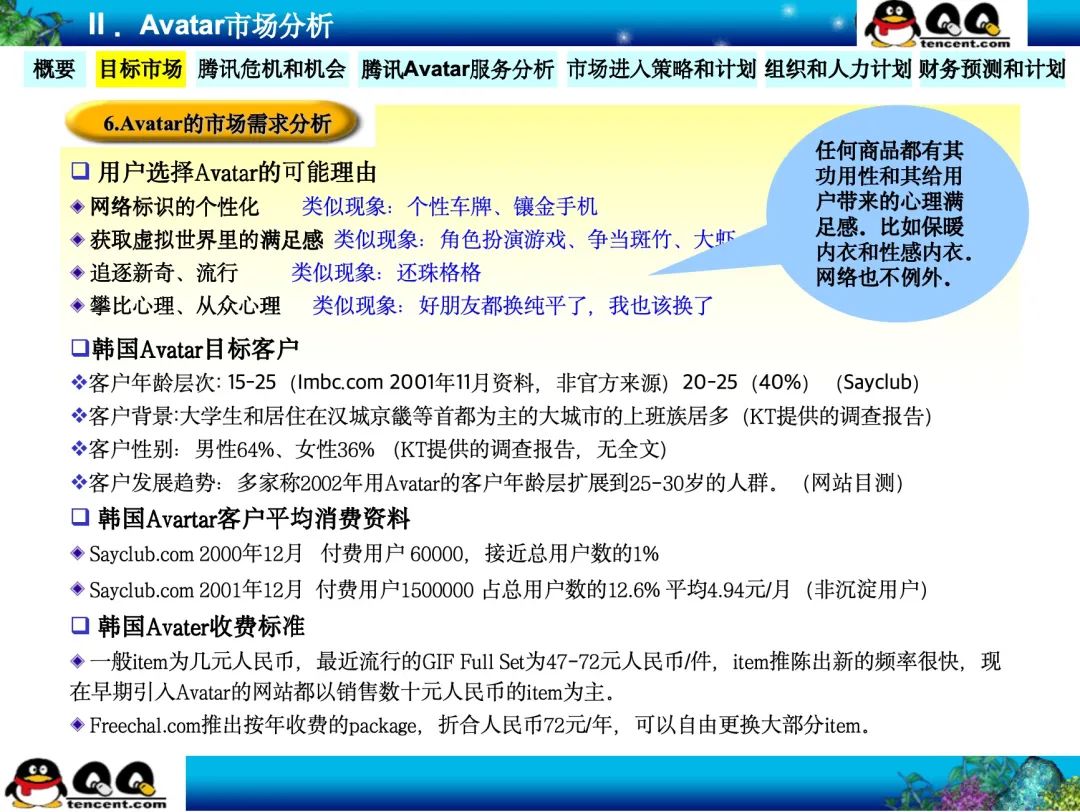 II．Avatar市场分析
QQ
tencent.com
概要 目标市场 腾讯危机和机会 腾讯Avatar服务分析 市场进入策略和计划 组织和人力计划 财务预测和计划
6.Avatar的市场需求分析
用户选择Avatar的可能理由
网络标识的个性化 类似现象：个性车牌、镶金手机
获取虚拟世界里的满足感 类似现象：角色扮演游戏、争当斑竹、大虾
追逐新奇、流行 类似现象：还珠格格
攀比心理、从众心理 类似现象：好朋友都换纯平了，我也该换了
任何商品都有其
功用性和其给用
户带来的心理满
足感。比如保暖
内衣和性感内衣．
网络也不例外．
韩国Avatar目标客户
客户年龄层次: 15-25（Imbc.com 2001年11月资料，非官方来源）20-25（40%）（Sayclub）
客户背景:大学生和居住在汉城京畿等首都为主的大城市的上班族居多（KT提供的调查报告）
客户性别：男性64%、女性36%（KT提供的调查报告，无全文）
客户发展趋势：多家称2002年用Avatar的客户年龄层扩展到25-30岁的人群。（网站目测）
韩国Avartar客户平均消费资料
Sayclub.com 2000年12月 付费用户 60000，接近总用户数的1%
Sayclub.com 2001年12月 付费用户1500000 占总用户数的12.6% 平均4.94元/月（非沉淀用户）
韩国Avater收费标准
一般item为几元人民币，最近流行的GIF Full Set为47-72元人民币/件，item推陈出新的频率很快，现
在早期引入Avatar的网站都以销售数十元人民币的item为主。
Freechal.com推出按年收费的package，折合人民币72元/年，可以自由更换大部分item。
QQ
tencent.com